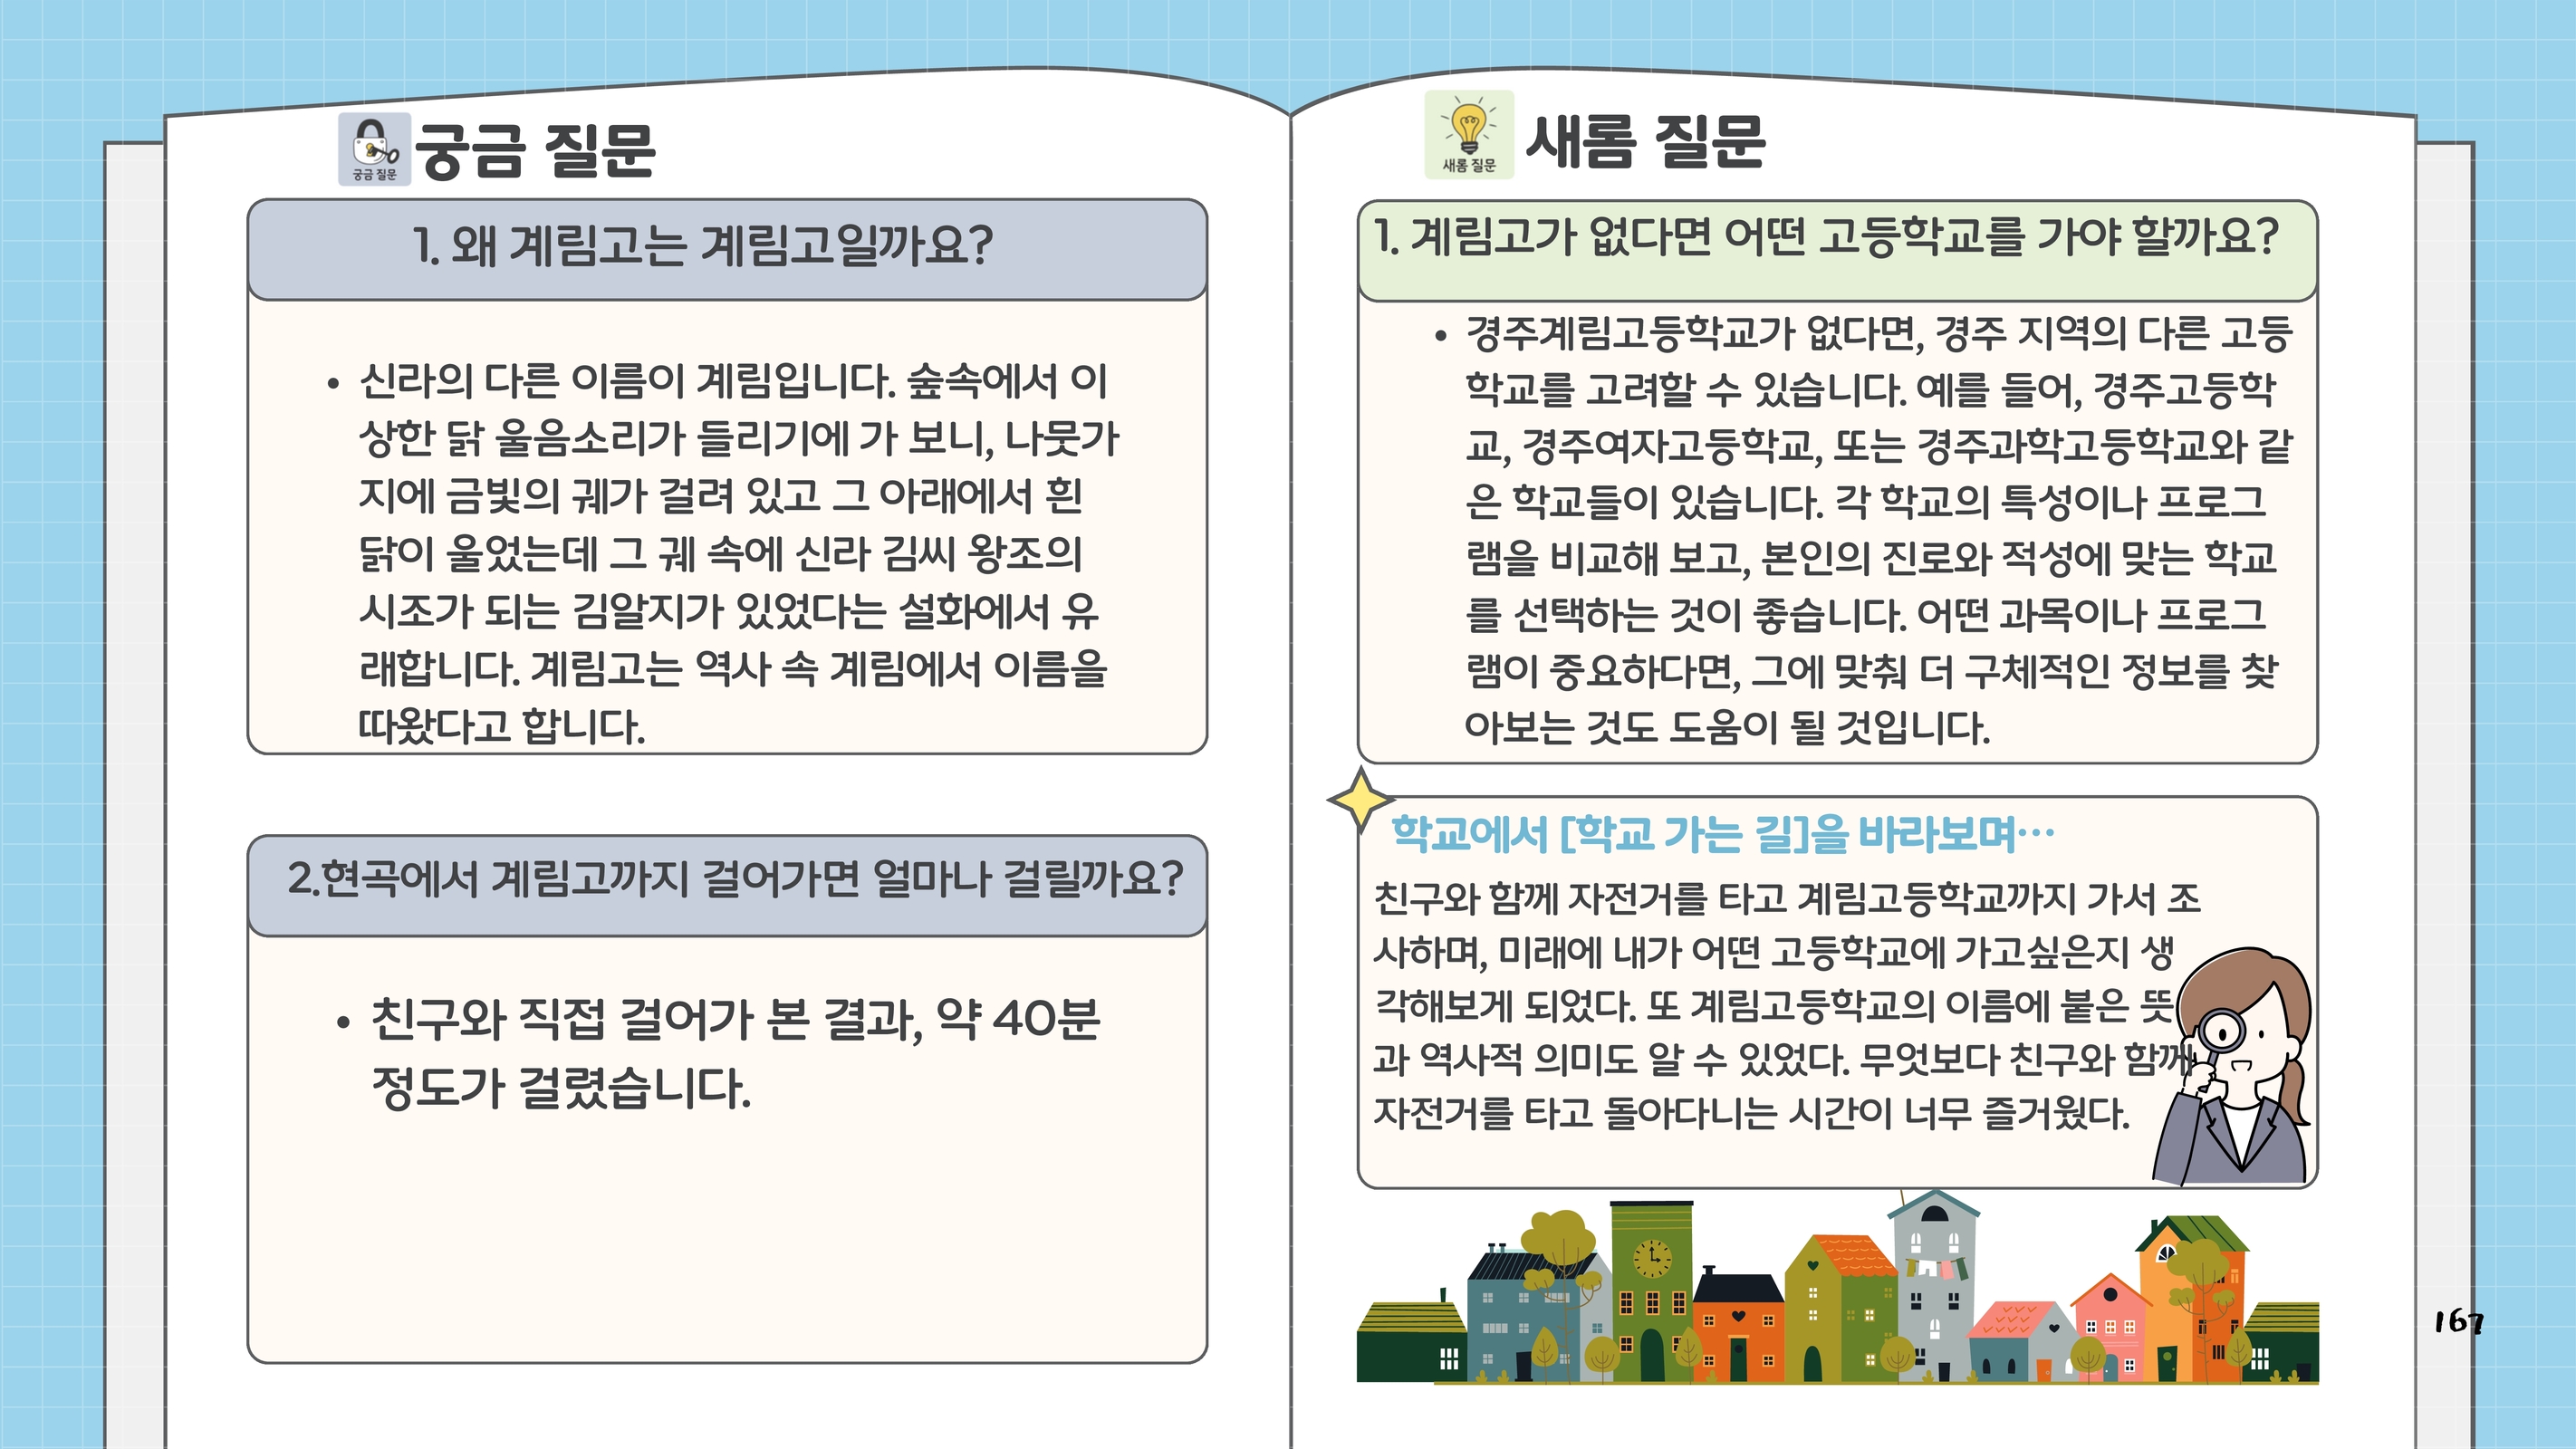 궁금 질문
궁금 질문
1. 왜 계림고는 계림고일까요?
• 신라의 다른 이름이 계림입니다. 숲속에서 이
상한 닭 울음소리가 들리기에 가 보니, 나뭇가
지에 금빛의 궤가 걸려 있고 그 아래에서 흰
닭이 울었는데 그 궤 속에 신라 김씨 왕조의
시조가 되는 김알지가 있었다는 설화에서 유
래합니다. 계림고는 역사 속 계림에서 이름을
따왔다고 합니다.
2.현곡에서 계림고까지 걸어가면 얼마나 걸릴까요?
• 친구와 직접 걸어가 본 결과, 약 40분
정도가 걸렸습니다.
새롬 질문
새롬 질문
1. 계림고가 없다면 어떤 고등학교를 가야 할까요?
• 경주계림고등학교가 없다면, 경주 지역의 다른 고등
학교를 고려할 수 있습니다. 예를 들어, 경주고등학
교, 경주여자고등학교, 또는 경주과학고등학교와 같
은 학교들이 있습니다. 각 학교의 특성이나 프로그
램을 비교해 보고, 본인의 진로와 적성에 맞는 학교
를 선택하는 것이 좋습니다. 어떤 과목이나 프로그
램이 중요하다면, 그에 맞춰 더 구체적인 정보를 찾
아보는 것도 도움이 될 것입니다.
학교에서 [학교 가는 길]을 바라보며…
친구와 함께 자전거를 타고 계림고등학교까지 가서 조
사하며, 미래에 내가 어떤 고등학교에 가고싶은지 생
각해보게 되었다. 또 계림고등학교의 이름에 붙은 뜻
과 역사적 의미도 알 수 있었다. 무엇보다 친구와 함께
자전거를 타고 돌아다니는 시간이 너무 즐거웠다.
167